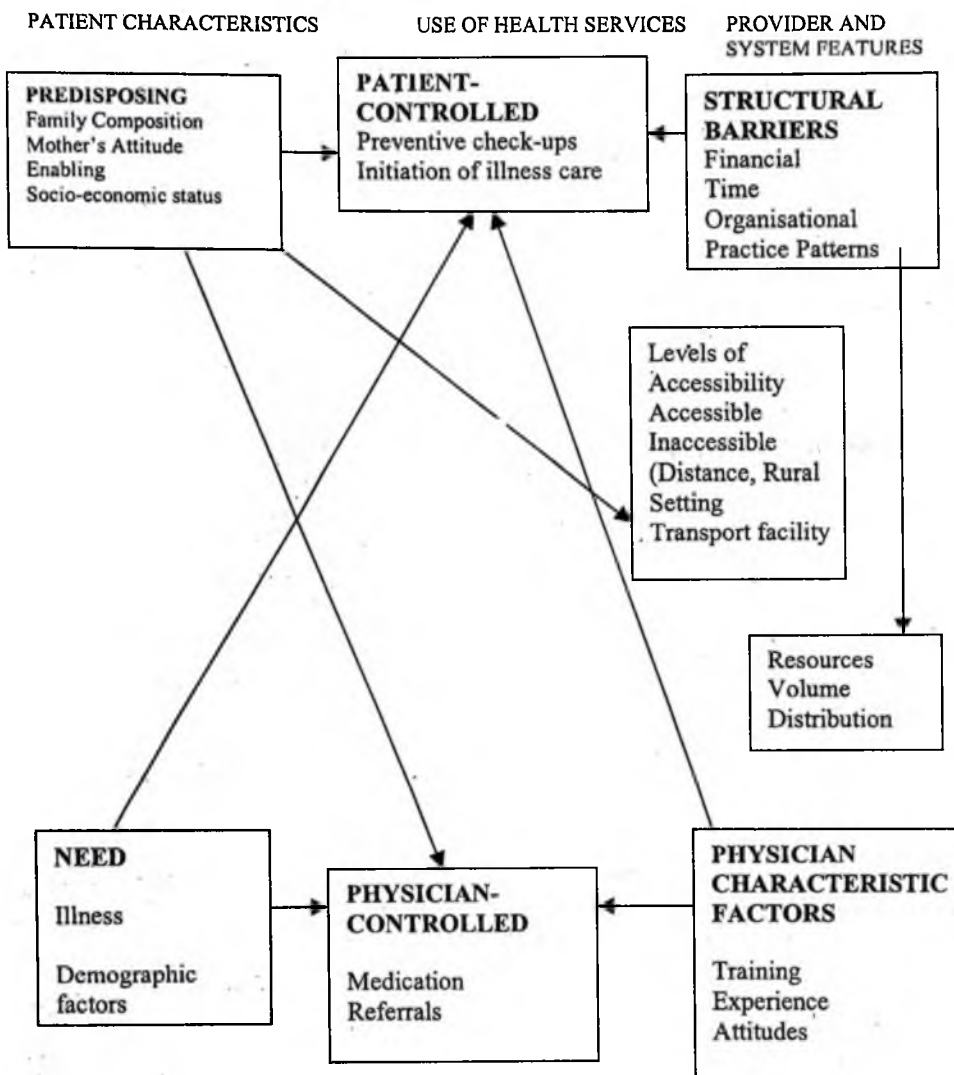 PATIENT CHARACTERISTICS
USE OF HEALTH SERVICES
PROVIDER AND
SYSTEM FEATURES
PREDISPOSING
Family Composition
Mother's Attitude
Enabling
Socio-economic status
PATIENT-
CONTROLLED
Preventive check-ups
Initiation of illness care
STRUCTURAL
BARRIERS
Financial
Time
Organisational
Practice Patterns
Levels of
Accessibility
Accessible
Inaccessible
(Distance, Rural
Setting
Transport facility
Resources
Volume
Distribution
NEED
Illness
Demographic
factors
PHYSICIAN-
CONTROLLED
Medication
Referrals
PHYSICIAN
CHARACTERISTIC
FACTORS
Training
Experience
Attitudes